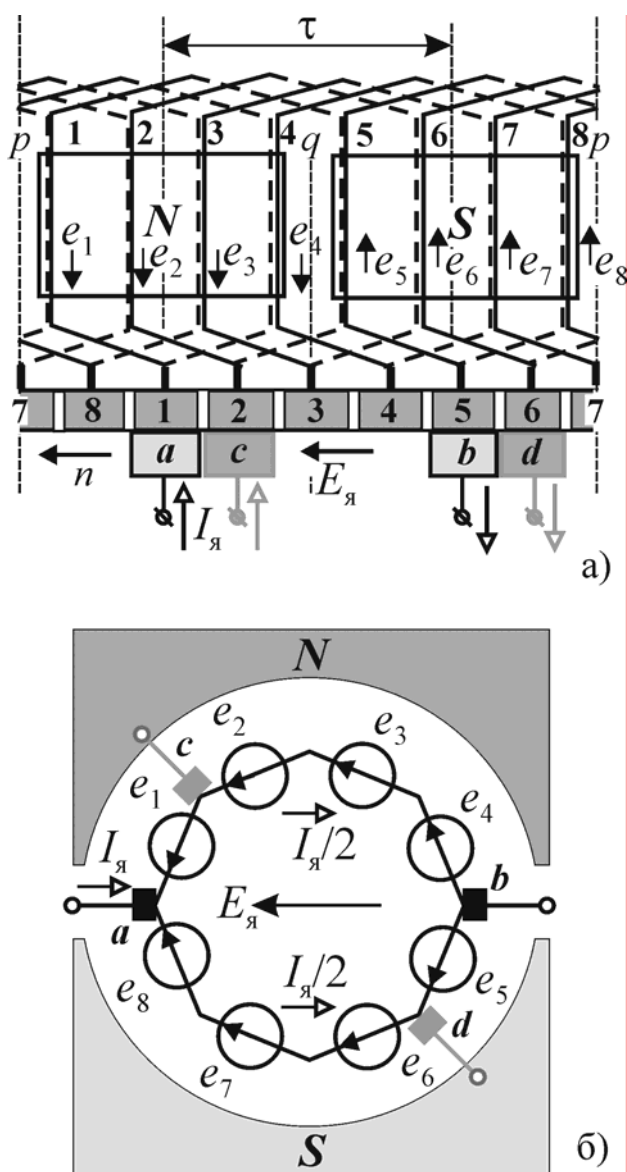 τ
p 1 2 3 4 q 5 6 7 8 p
N S
e₁ e₂ e₃ e₄ e₅ e₆ e₇ e₈
7 8 1 2 3 4 5 6 7
a c b d
n Eя
Iя
а)
N
e₂ e₃
c
e₁ e₄
Iя Iя/2 b
a Eя
Iя/2
e₈ e₅
d
e₇ e₆
S б)